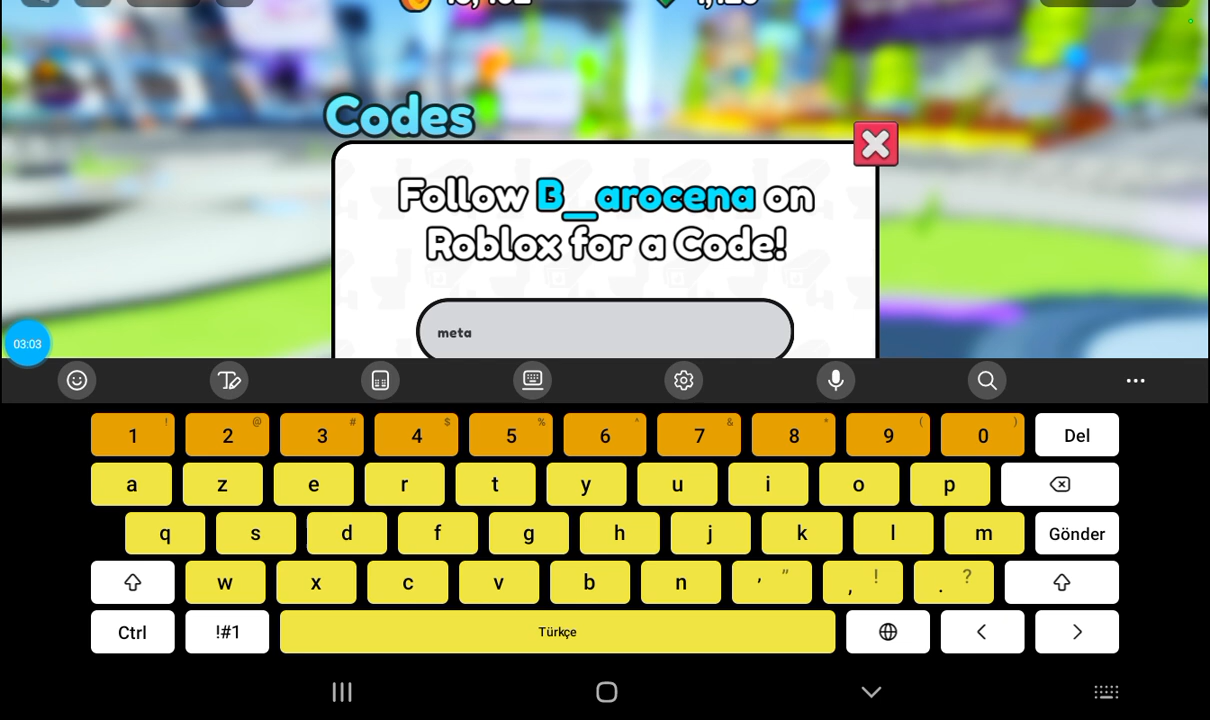 Codes
Follow B_arocena on
Roblox for a Code!
meta
03:03
1 ! 2 @ 3 # 4 $ 5 % 6 ^ 7 & 8 * 9 ( 0 ) Del
a z e r t y u i o p
q s d f g h j k l m Gönder
w x c v b n ' " , ! . ?
Ctrl !#1 Türkçe